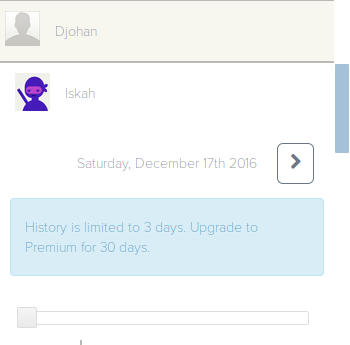 Djohan
Iskah
Saturday, December 17th 2016
History is limited to 3 days. Upgrade to
Premium for 30 days.